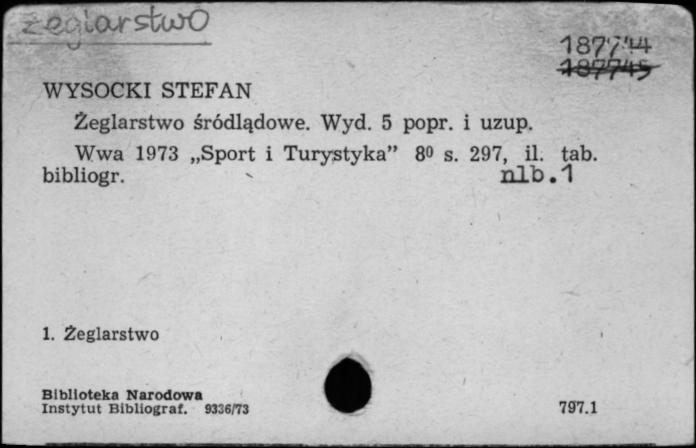 żeglarstwo
187744
187745
WYSOCKI STEFAN
Żeglarstwo śródlądowe. Wyd. 5 popr. i uzup.
Wwa 1973 „Sport i Turystyka” 8⁰ s. 297, il. tab.
bibliogr. nlb.1
1. Żeglarstwo
Biblioteka Narodowa
Instytut Bibliograf. 9336/73
797.1